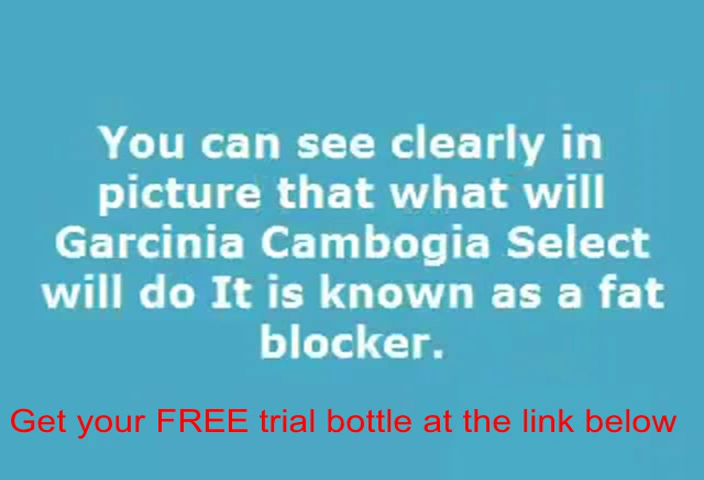 You can see clearly in
picture that what will
Garcinia Cambogia Select
will do It is known as a fat
blocker.
Get your FREE trial bottle at the link below